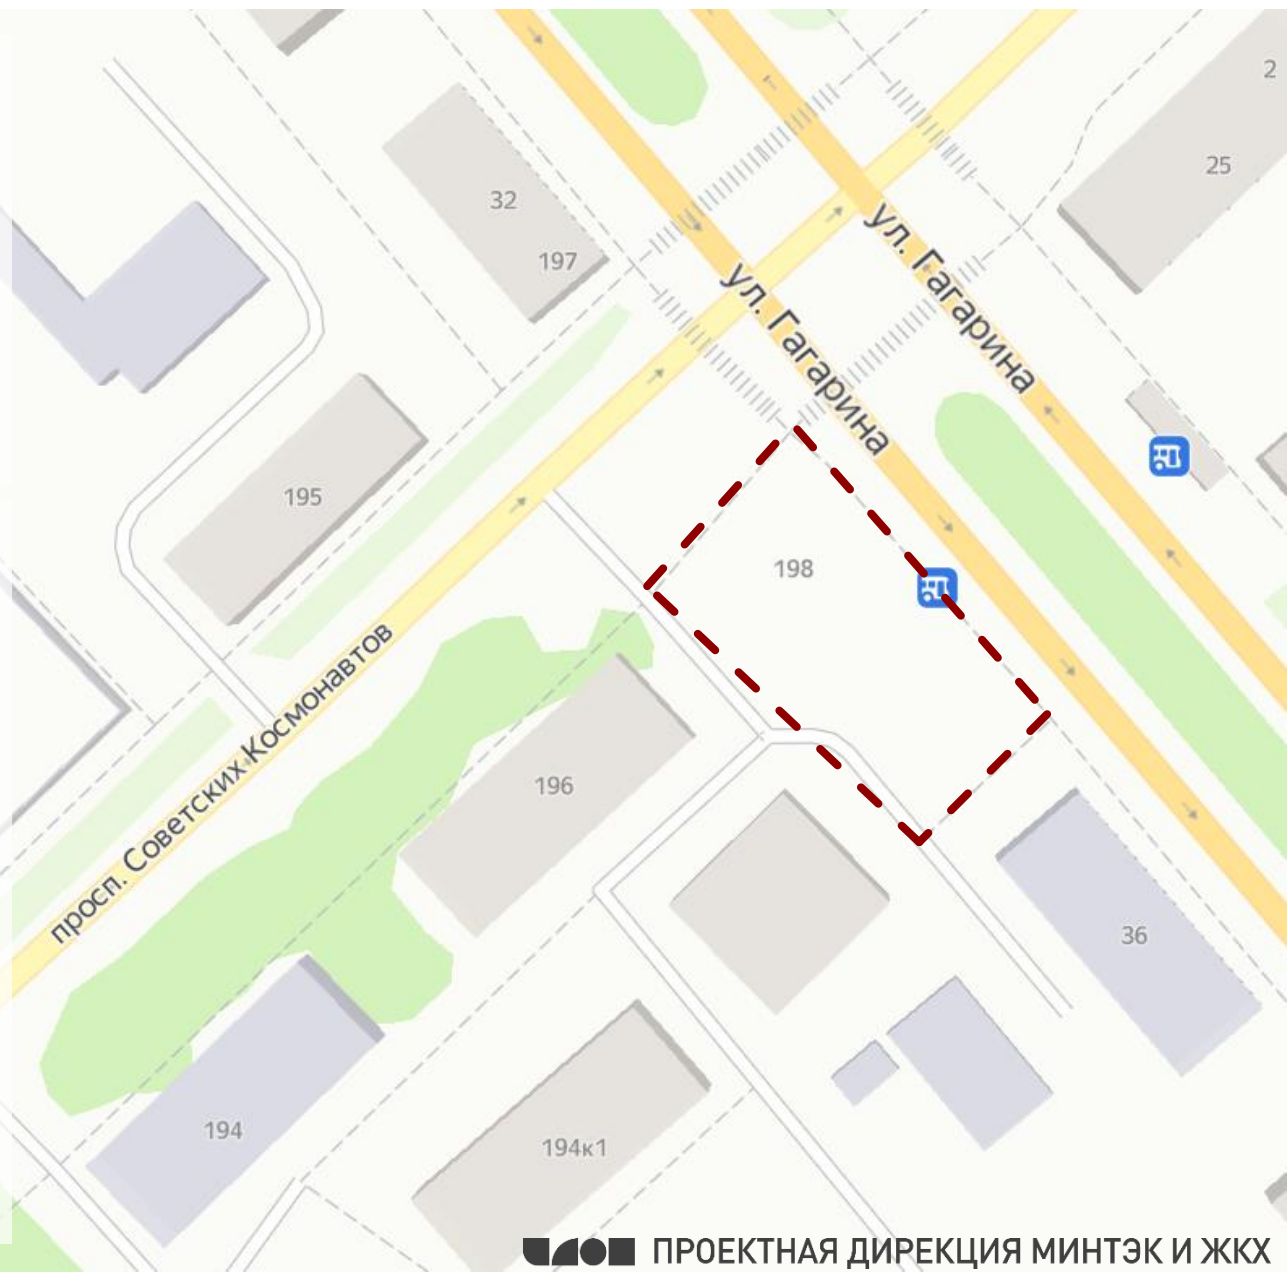 2
25
32
197
ул. Гагарина
ул. Гагарина
195
198
просп. Советских Космонавтов
196
36
194
194к1
ПРОЕКТНАЯ ДИРЕКЦИЯ МИНТЭК И ЖКХ